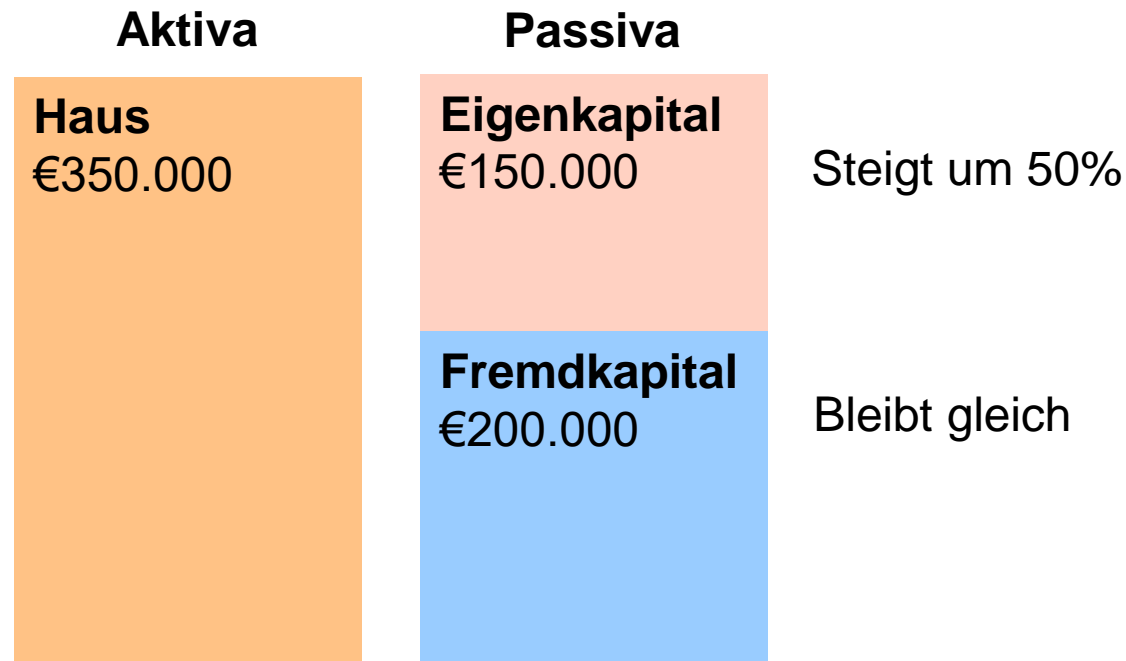 Aktiva
Passiva
Haus
€350.000
Eigenkapital
€150.000
Steigt um 50%
Fremdkapital
€200.000
Bleibt gleich